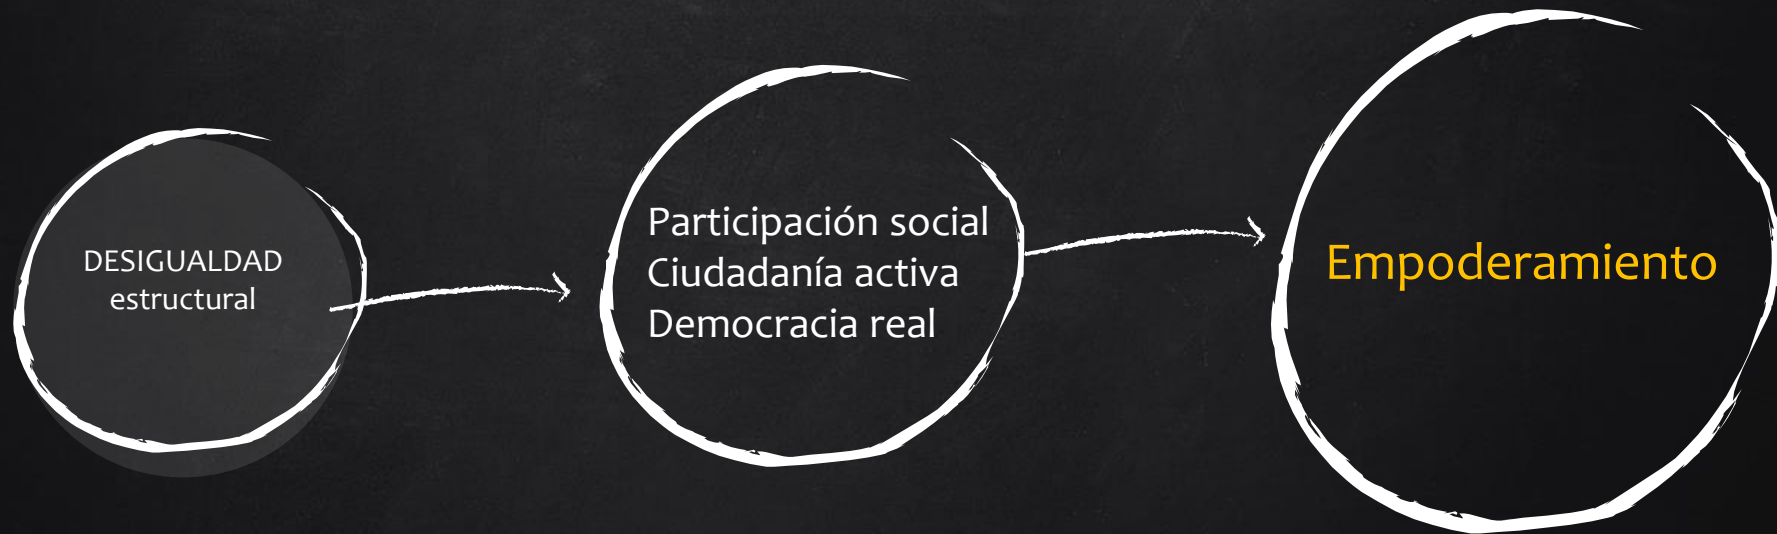 DESIGUALDAD
estructural
Participación social
Ciudadanía activa
Democracia real
Empoderamiento